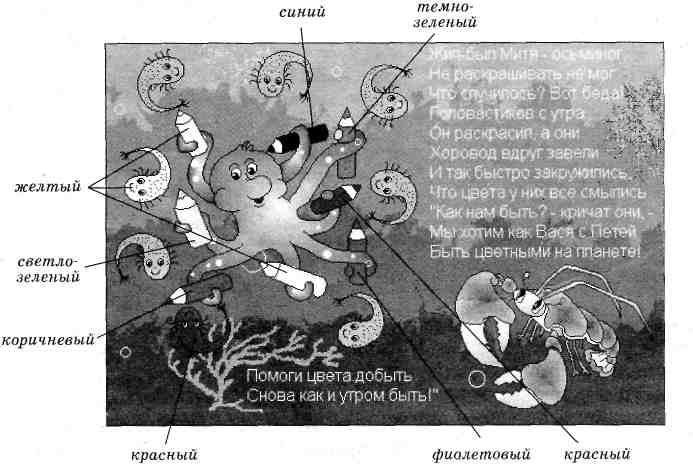 синий
темно-
зеленый
Жил-был Митя - осьминог
Не раскрашивать не мог
Что случилось? Вот беда!
Головастиков с утра
Он раскрасил, а они
Хоровод вдруг завели
И так быстро закружились,
Что цвета у них все смылись
"Как нам быть? - кричат они, -
Мы хотим как Вася с Петей
Быть цветными на планете!
желтый
светло-
зеленый
коричневый
Помоги цвета добыть
Снова как и утром быть!"
красный
фиолетовый
красный